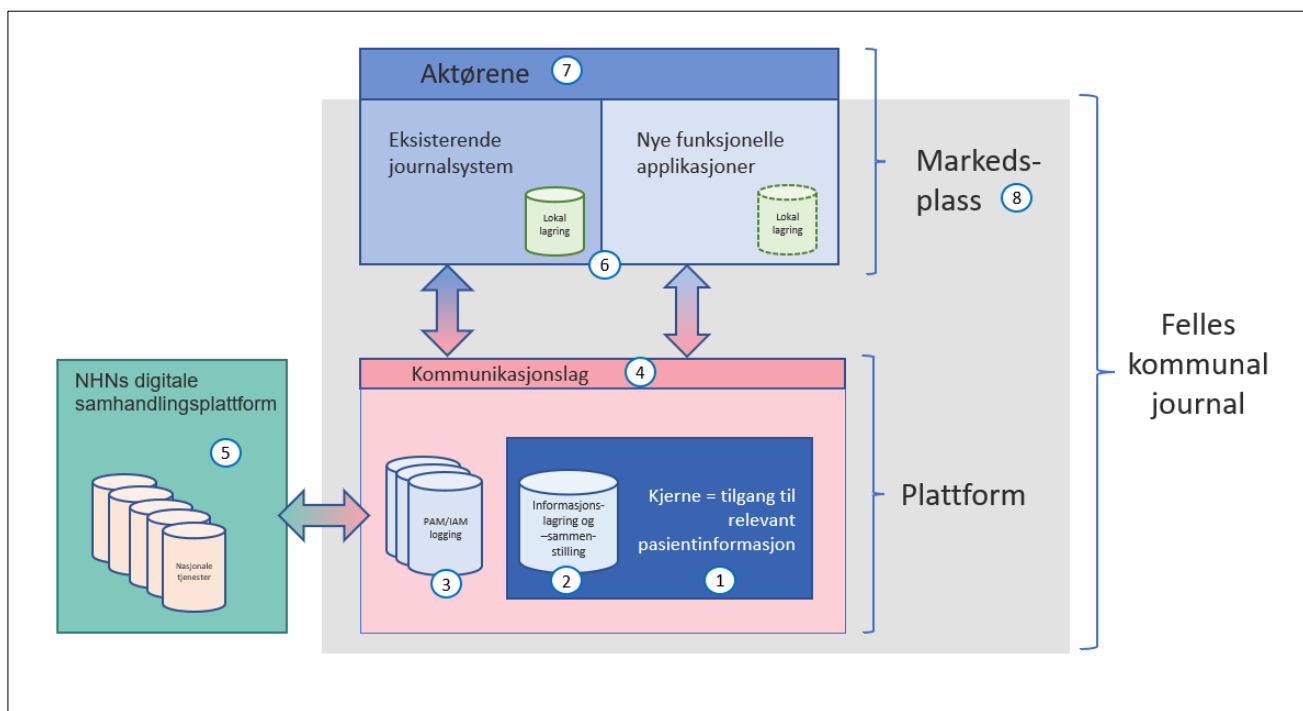 Aktørene 7
Eksisterende
journalsystem
Lokal
lagring
Nye funksjonelle
applikasjoner
Lokal
lagring
6
Markeds-
plass 8
Kommunikasjonslag 4
NHNs digitale
samhandlingsplattform
5
Nasjonale
tjenester
PAM/IAM
logging
3
Informasjons-
lagring og
–sammen-
stilling
2
Kjerne = tilgang til
relevant
pasientinformasjon
1
Plattform
Felles
kommunal
journal